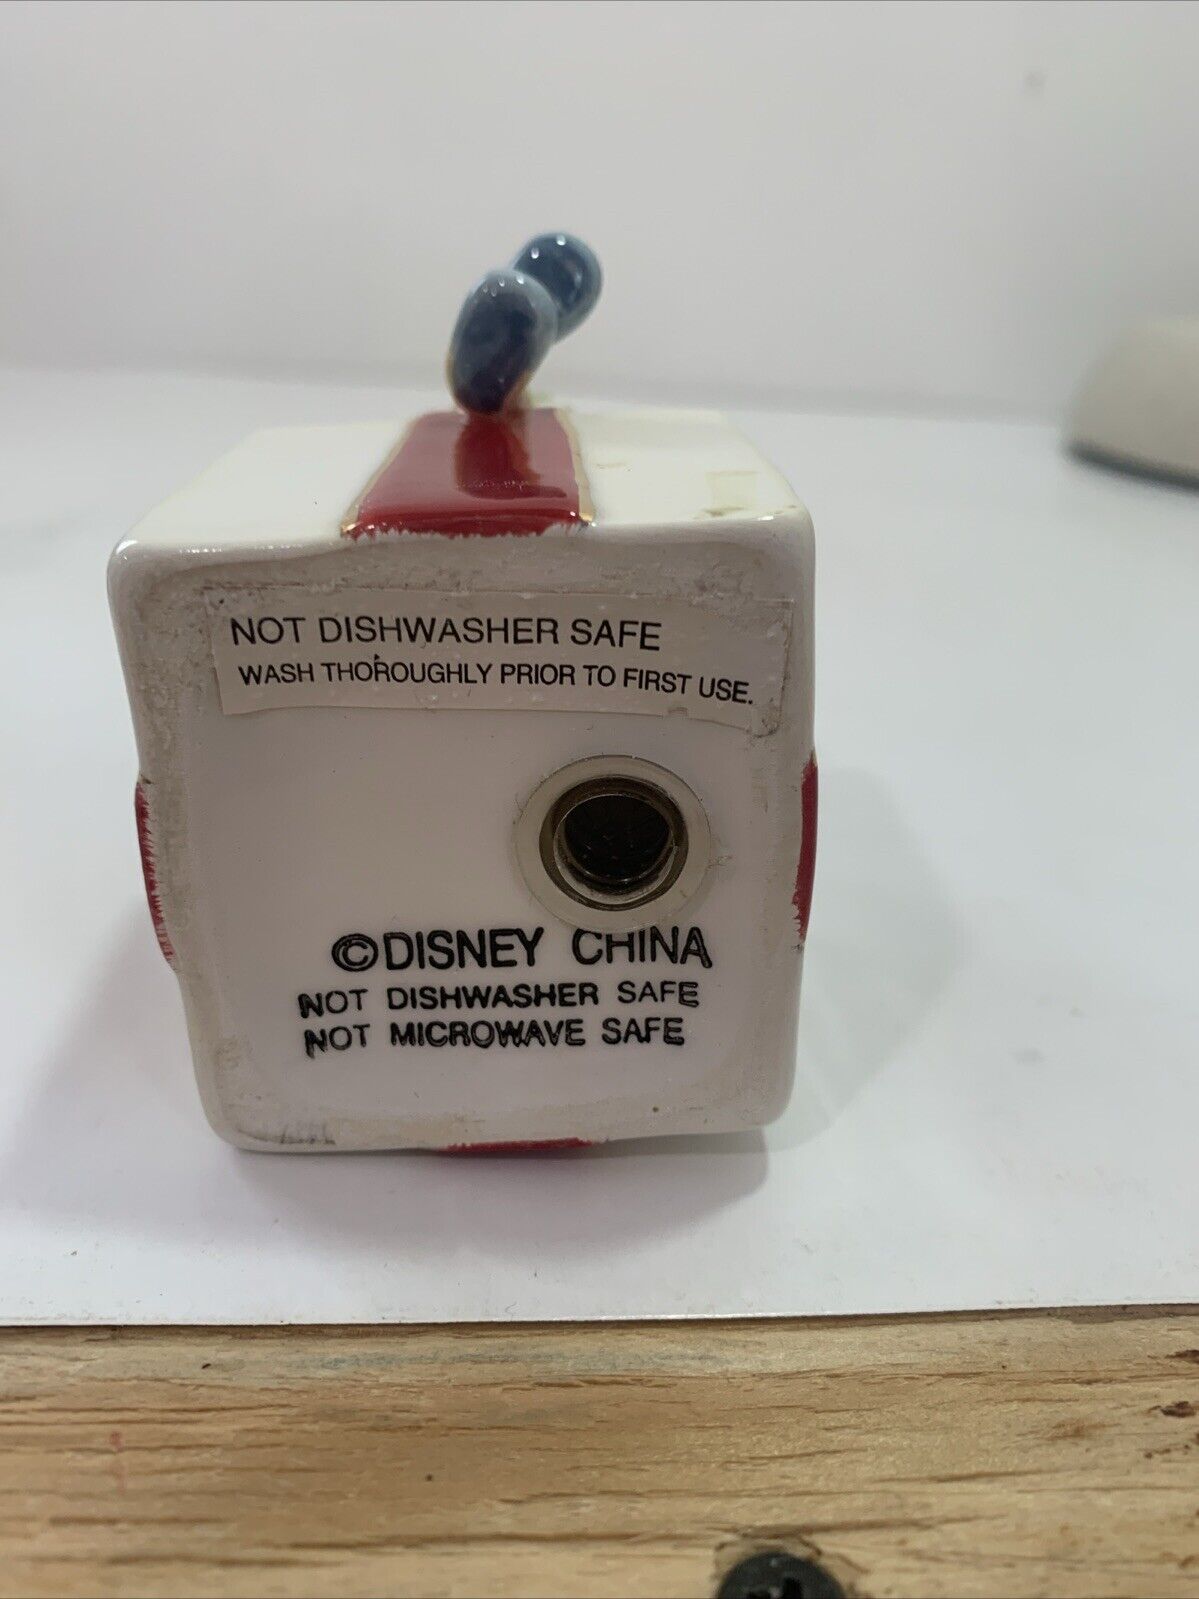 NOT DISHWASHER SAFE
WASH THOROUGHLY PRIOR TO FIRST USE.
©DISNEY CHINA
NOT DISHWASHER SAFE
NOT MICROWAVE SAFE